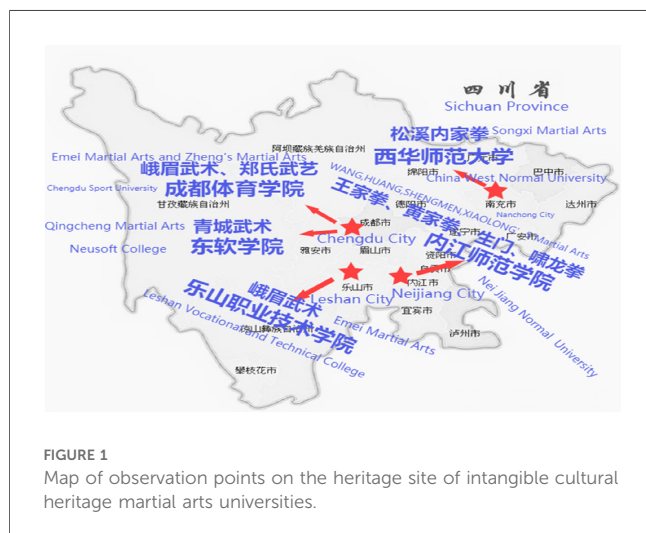 四川省
Sichuan Province
松溪内家拳
Songxi Martial Arts
阿坝藏族羌族自治州
西华师范大学
Emei Martial Arts and Zheng's Martial Arts
峨眉武术、郑氏武艺
绵阳市
巴中市
China West Normal University
Chengdu Sport University
成都体育学院
WANG,HUANG,SHENGMEN,XIAOLONG
Martial Arts
甘孜藏族自治州
德阳市
南充市
达州市
Nanchong City
王家拳、黄家拳、生门、啸龙拳
Qingcheng Martial Arts
青城武术
成都市
遂宁市
广安市
Chengdu City
Neusoft College
东软学院
雅安市
眉山市
资阳市
内江师范学院
乐山市
内江市
峨眉武术
Leshan City
Neijiang City
Nei Jiang Normal University
乐山职业技术学院
宜宾市
Emei Martial Arts
Leshan Vocational and Technical College
泸州市
攀枝花市
FIGURE 1
Map of observation points on the heritage site of intangible cultural
heritage martial arts universities.